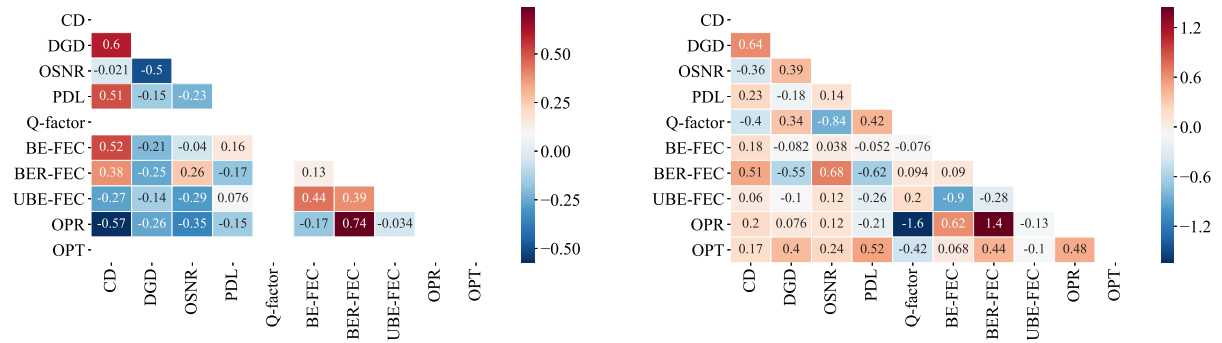 CD
DGD 0.6
OSNR -0.021 -0.5
PDL 0.51 -0.15 -0.23
Q-factor
BE-FEC 0.52 -0.21 -0.04 0.16
BER-FEC 0.38 -0.25 0.26 -0.17 0.13
UBE-FEC -0.27 -0.14 -0.29 0.076 0.44 0.39
OPR -0.57 -0.26 -0.35 -0.15 -0.17 0.74 -0.034
OPT
CD DGD OSNR PDL Q-factor BE-FEC BER-FEC UBE-FEC OPR OPT
0.50
0.25
0.00
−0.25
−0.50
CD
DGD 0.64
OSNR -0.36 0.39
PDL 0.23 -0.18 0.14
Q-factor -0.4 0.34 -0.84 0.42
BE-FEC 0.18 -0.082 0.038 -0.052 -0.076
BER-FEC 0.51 -0.55 0.68 -0.62 0.094 0.09
UBE-FEC 0.06 -0.1 0.12 -0.26 0.2 -0.9 -0.28
OPR 0.2 0.076 0.12 -0.21 -1.6 0.62 1.4 -0.13
OPT 0.17 0.4 0.24 0.52 -0.42 0.068 0.44 -0.1 0.48
CD DGD OSNR PDL Q-factor BE-FEC BER-FEC UBE-FEC OPR OPT
1.2
0.6
0.0
−0.6
−1.2